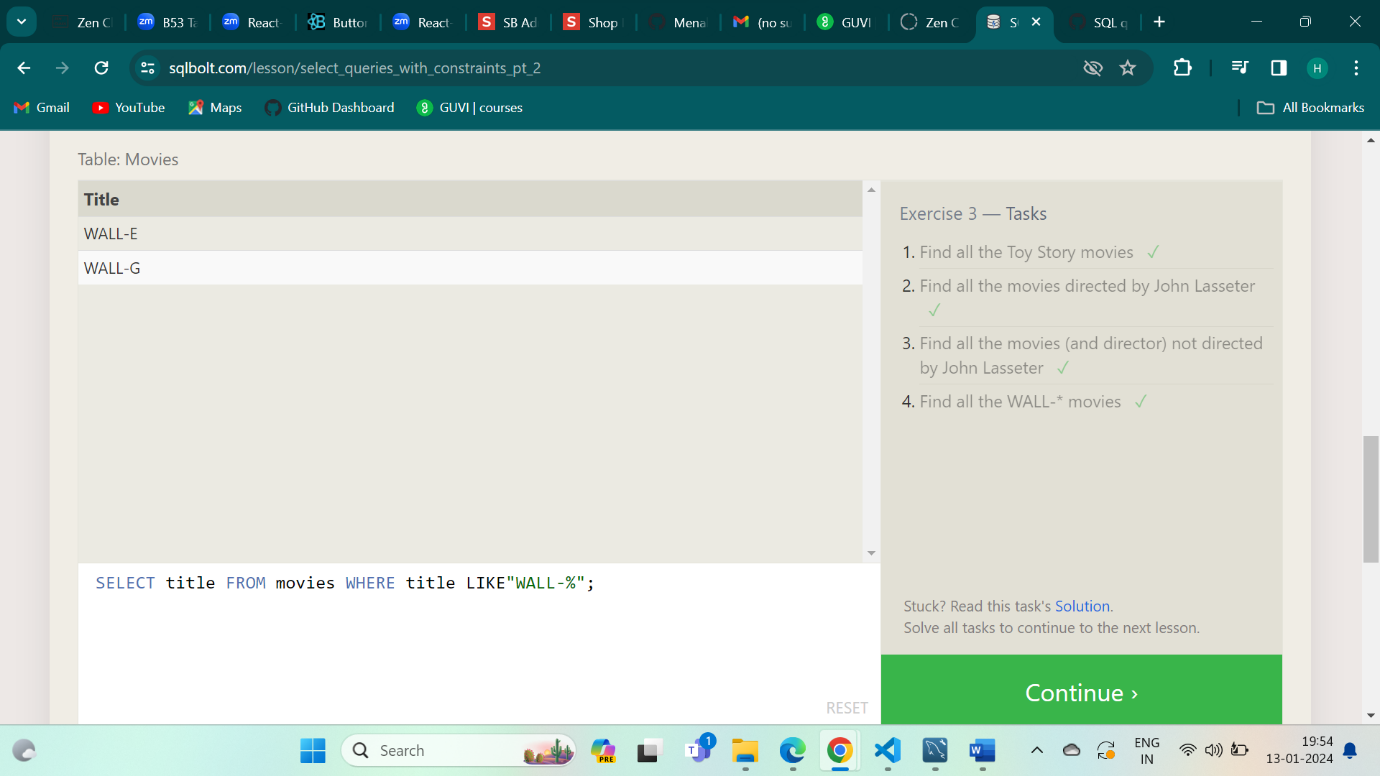 Zen Cl
B53 Ta
React-
Button
React-
SB Ad
Shop
Mena
(no su
GUVI
Zen C
S
SQL q
sqlbolt.com/lesson/select_queries_with_constraints_pt_2
H
Gmail
YouTube
Maps
GitHub Dashboard
GUVI | courses
All Bookmarks
Table: Movies
Title
WALL-E
WALL-G
Exercise 3 — Tasks
1. Find all the Toy Story movies ✓
2. Find all the movies directed by John Lasseter
✓
3. Find all the movies (and director) not directed
by John Lasseter ✓
4. Find all the WALL-* movies ✓
SELECT title FROM movies WHERE title LIKE"WALL-%";
Stuck? Read this task's Solution.
Solve all tasks to continue to the next lesson.
RESET
Continue ›
Search
PRE
1
ENG
IN
19:54
13-01-2024